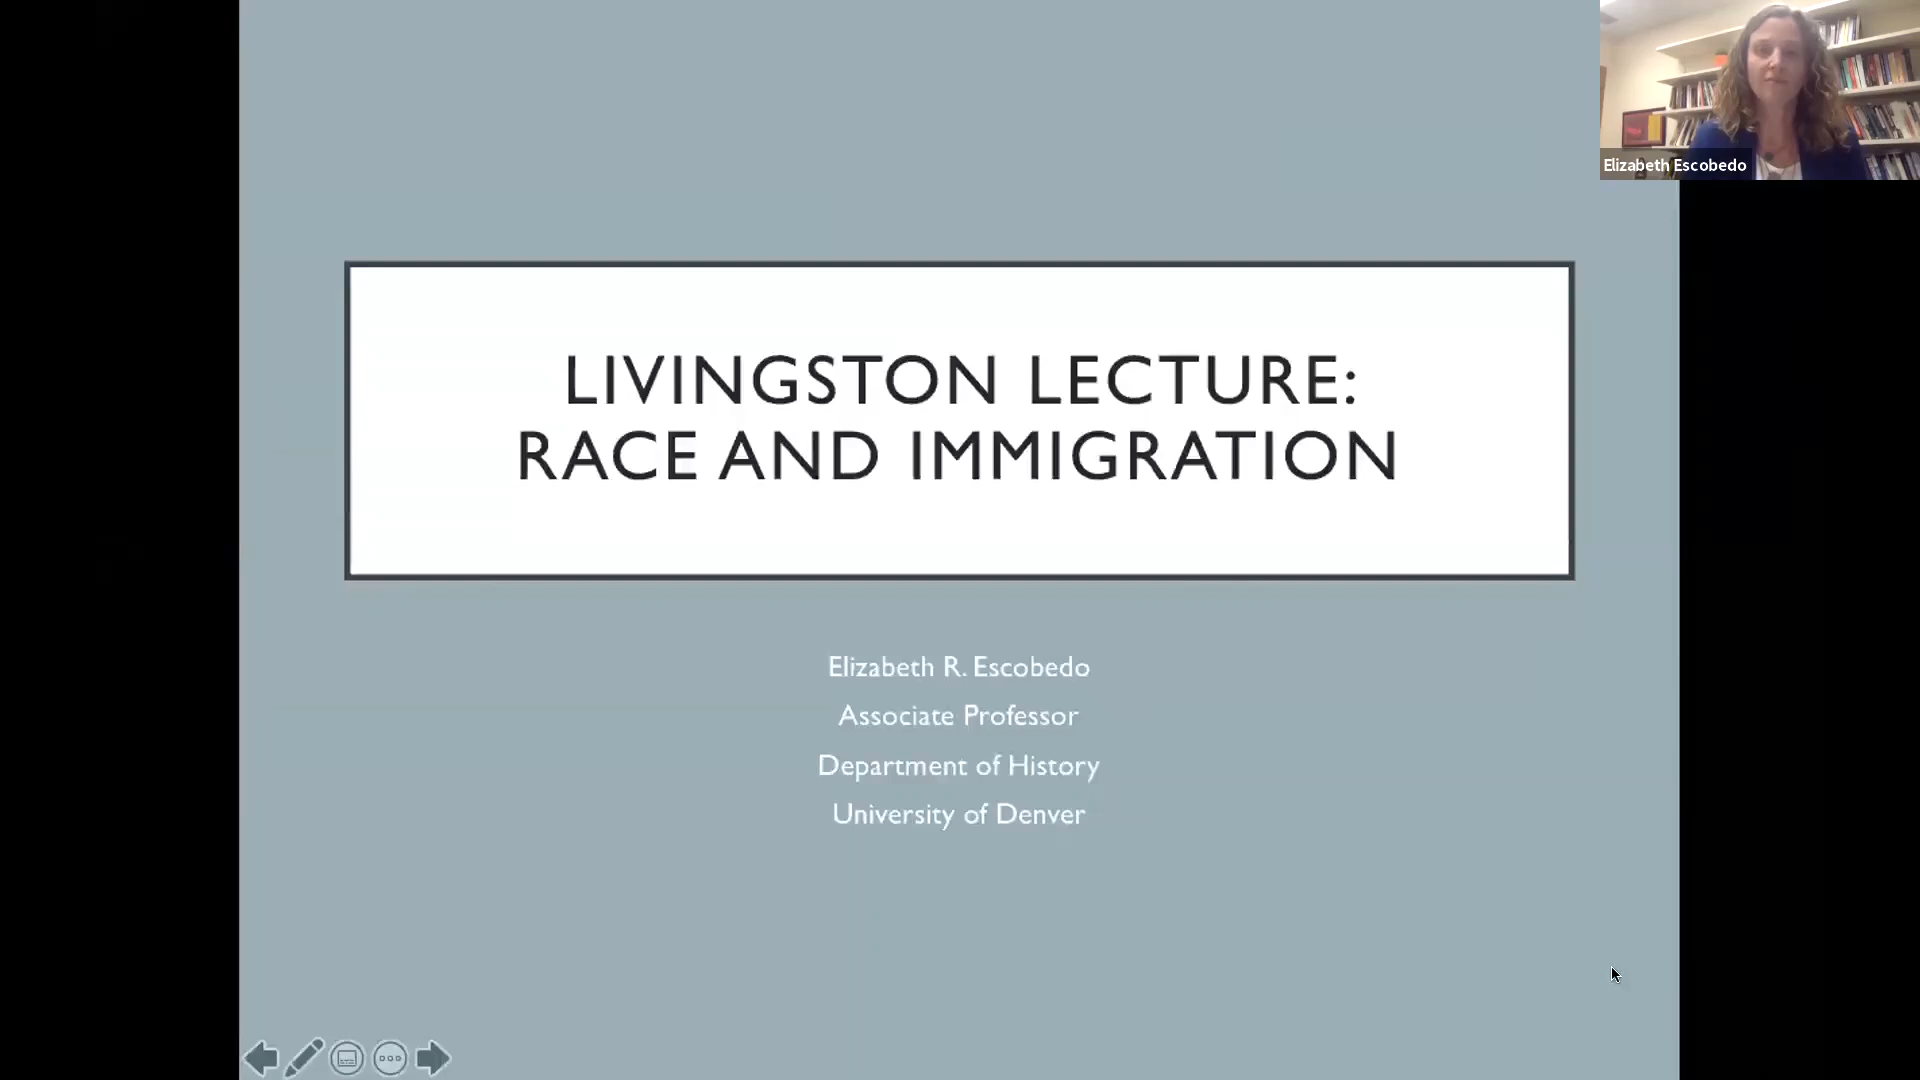 Elizabeth Escobedo
LIVINGSTON LECTURE:
RACE AND IMMIGRATION
Elizabeth R. Escobedo
Associate Professor
Department of History
University of Denver